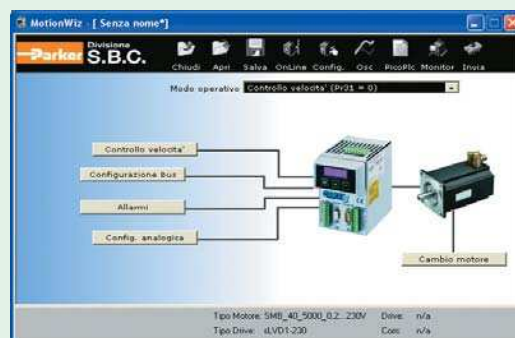 MotionWiz - [ Senza nome*]
Parker Divisione S.B.C.
Chiudi Apri Salva OnLine Config. Osc PicoPlc Monitor Invia
Modo operativo Controllo velocita' (Pr31 = 0)
Controllo velocita'
Configurazione bus
Allarmi
Config. analogica
Cambio motore
Tipo Motore: SMB_40_5000_0,2...230V Drive: n/a
Tipo Drive: sLVD1-230 Com: n/a